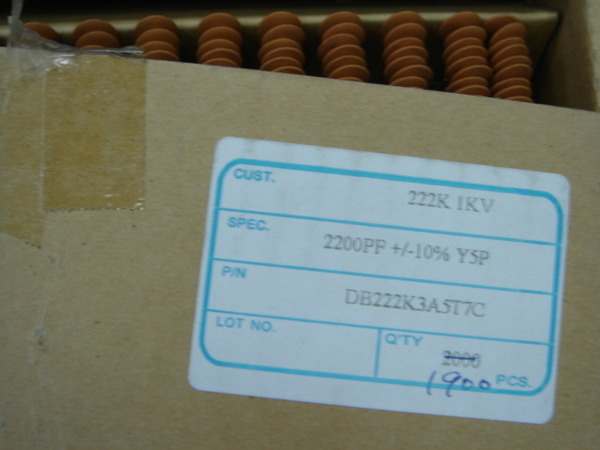 CUST.
222K 1KV
SPEC.
2200PF +/-10% Y5P
P/N
DB222K3A5T7C
LOT NO.
Q'TY
2000
1900 PCS.